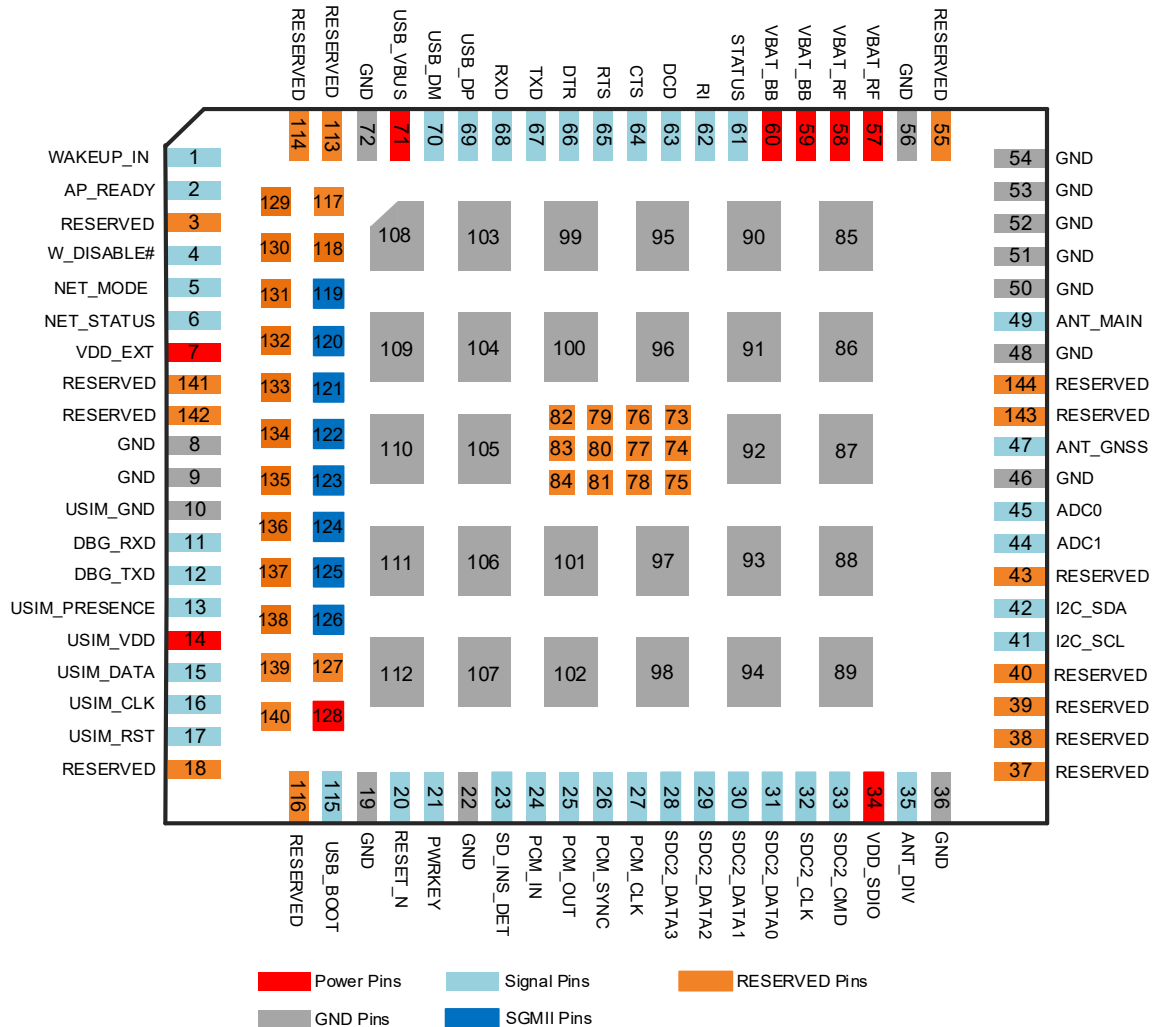 RESERVED
RESERVED
GND
USB_VBUS
USB_DM
USB_DP
RXD
TXD
DTR
RTS
CTS
DCD
RI
STATUS
VBAT_BB
VBAT_BB
VBAT_RF
VBAT_RF
GND
RESERVED
114
113
72
71
70
69
68
67
66
65
64
63
62
61
60
59
58
57
56
55
WAKEUP_IN 1
AP_READY 2
RESERVED 3
W_DISABLE# 4
NET_MODE 5
NET_STATUS 6
VDD_EXT 7
RESERVED 141
RESERVED 142
GND 8
GND 9
USIM_GND 10
DBG_RXD 11
DBG_TXD 12
USIM_PRESENCE 13
USIM_VDD 14
USIM_DATA 15
USIM_CLK 16
USIM_RST 17
RESERVED 18
129 117
130 118
131 119
132 120
133 121
134 122
135 123
136 124
137 125
138 126
139 127
140 128
108 103 99 95 90 85
109 104 100 96 91 86
110 105 92 87
82 79 76 73
83 80 77 74
84 81 78 75
111 106 101 97 93 88
112 107 102 98 94 89
54 GND
53 GND
52 GND
51 GND
50 GND
49 ANT_MAIN
48 GND
144 RESERVED
143 RESERVED
47 ANT_GNSS
46 GND
45 ADC0
44 ADC1
43 RESERVED
42 I2C_SDA
41 I2C_SCL
40 RESERVED
39 RESERVED
38 RESERVED
37 RESERVED
116
115
19
20
21
22
23
24
25
26
27
28
29
30
31
32
33
34
35
36
RESERVED
USB_BOOT
GND
RESET_N
PWRKEY
GND
SD_INS_DET
PCM_IN
PCM_OUT
PCM_SYNC
PCM_CLK
SDC2_DATA3
SDC2_DATA2
SDC2_DATA1
SDC2_DATA0
SDC2_CLK
SDC2_CMD
VDD_SDIO
ANT_DIV
GND
Power Pins
Signal Pins
RESERVED Pins
GND Pins
SGMII Pins